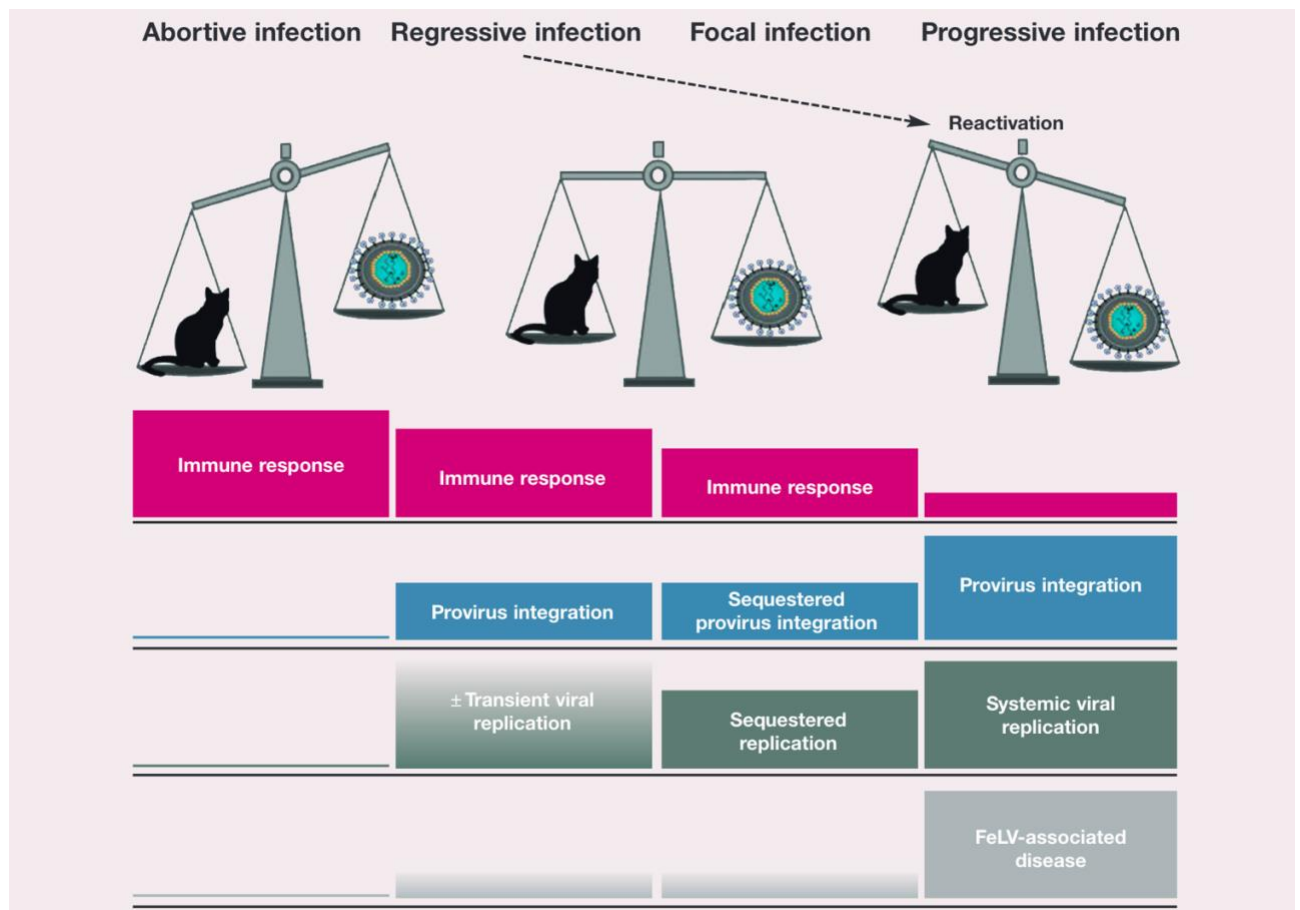 Abortive infection
Regressive infection
Focal infection
Progressive infection
Reactivation
Immune response
Immune response
Immune response
Provirus integration
Sequestered
provirus integration
Provirus integration
± Transient viral
replication
Sequestered
replication
Systemic viral
replication
FeLV-associated
disease